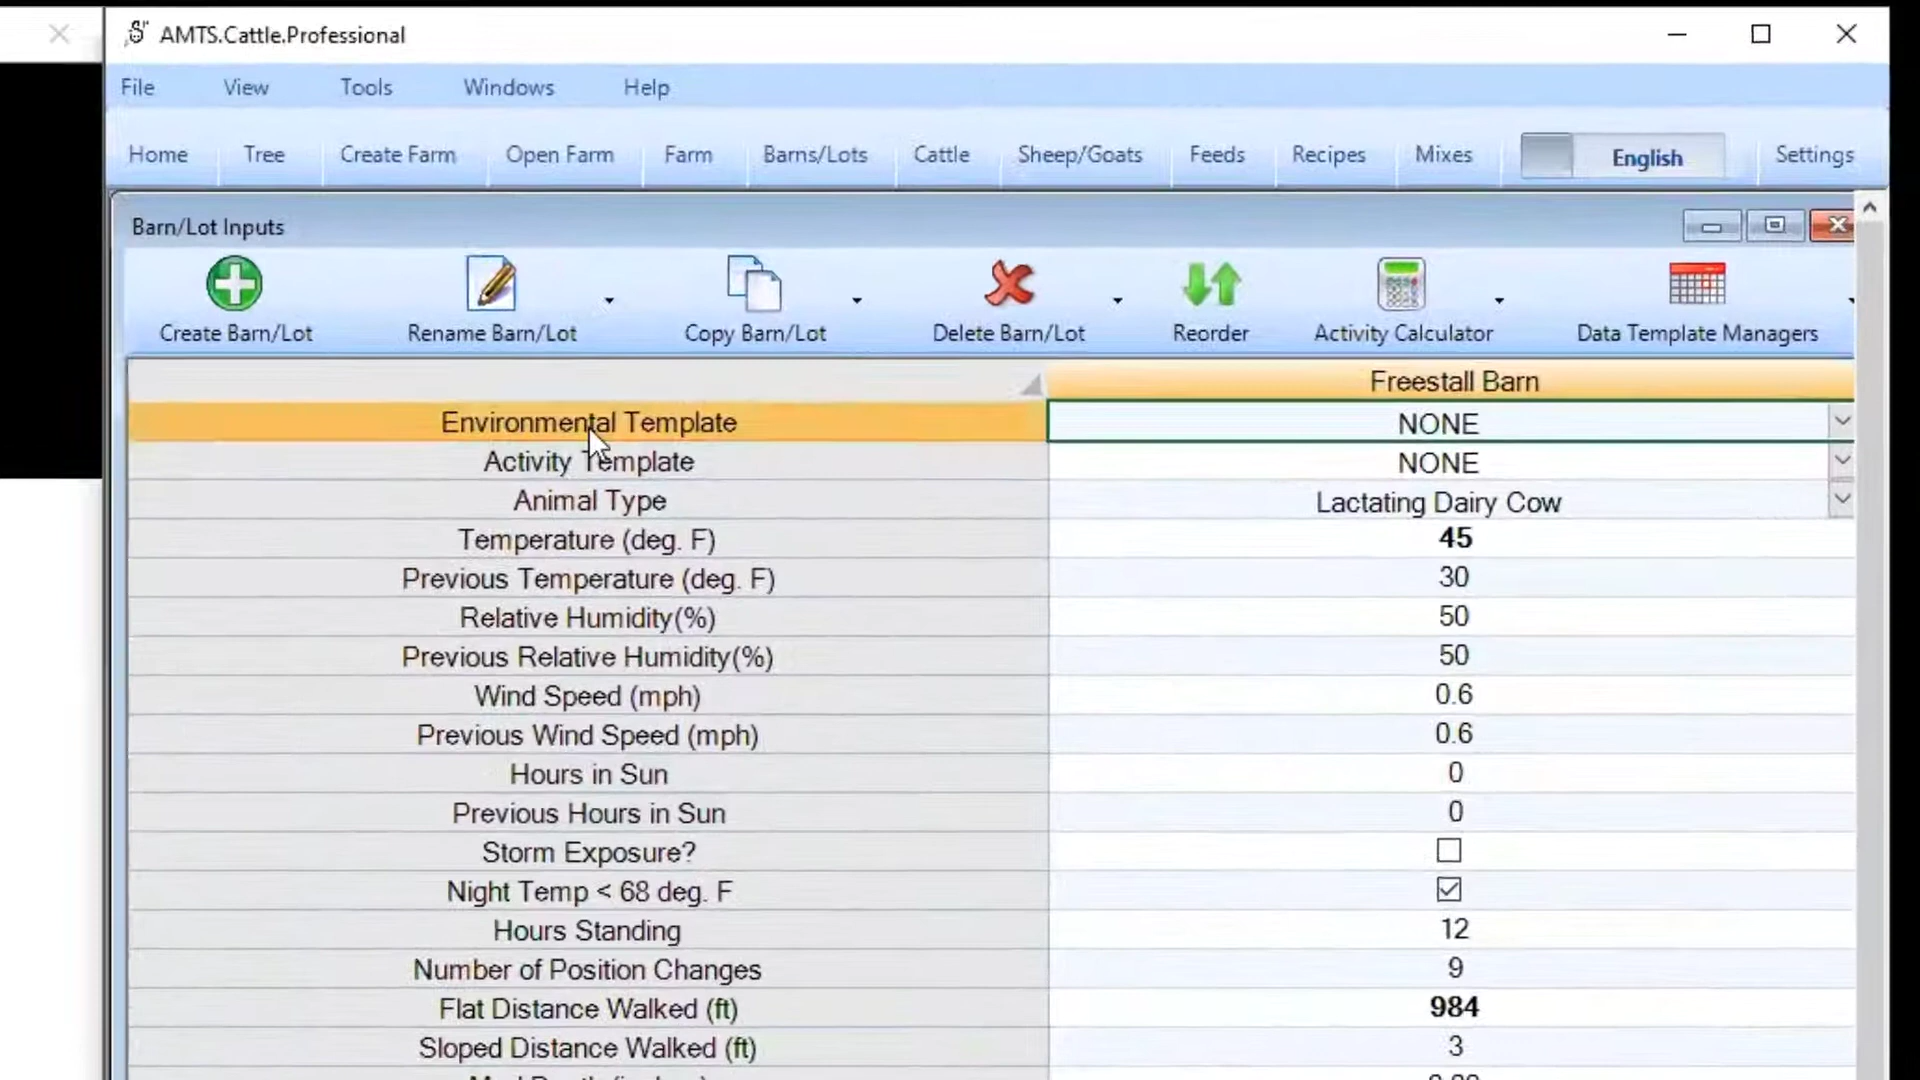 AMTS.Cattle.Professional
File View Tools Windows Help
Home Tree Create Farm Open Farm Farm Barns/Lots Cattle Sheep/Goats Feeds Recipes Mixes English Settings
Barn/Lot Inputs
Create Barn/Lot Rename Barn/Lot Copy Barn/Lot Delete Barn/Lot Reorder Activity Calculator Data Template Managers
Freestall Barn
Environmental Template NONE
Activity Template NONE
Animal Type Lactating Dairy Cow
Temperature (deg. F) 45
Previous Temperature (deg. F) 30
Relative Humidity(%) 50
Previous Relative Humidity(%) 50
Wind Speed (mph) 0.6
Previous Wind Speed (mph) 0.6
Hours in Sun 0
Previous Hours in Sun 0
Storm Exposure?
Night Temp < 68 deg. F
Hours Standing 12
Number of Position Changes 9
Flat Distance Walked (ft) 984
Sloped Distance Walked (ft) 3